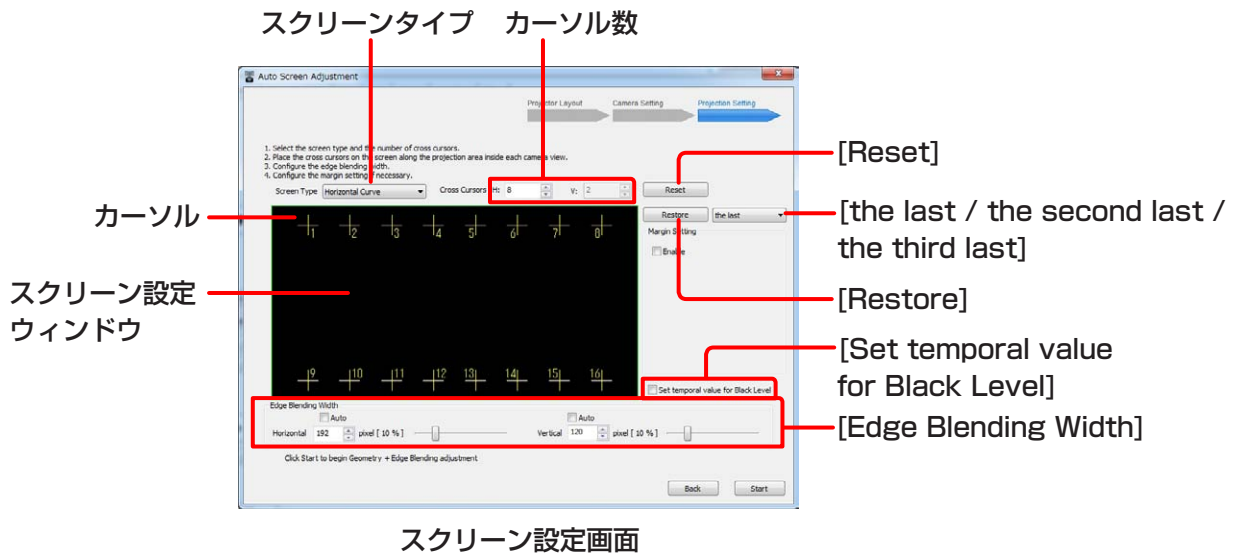 スクリーンタイプ
カーソル数
Auto Screen Adjustment
Projector Layout
Camera Setting
Projection Setting
1. Select the screen type and the number of cross cursors.
2. Place the cross cursors on the screen along the projection area inside each camera view.
3. Configure the edge blending width.
4. Configure the margin setting if necessary.
Screen Type
Horizontal Curve
Cross Cursors
H:
8
V:
2
Reset
[Reset]
カーソル
1
2
3
4
5
6
7
8
Restore
the last
[the last / the second last /
the third last]
Margin Setting
Enable
スクリーン設定
ウィンドウ
[Restore]
9
10
11
12
13
14
15
16
Set temporal value for Black Level
[Set temporal value
for Black Level]
Edge Blending Width
Auto
Horizontal
192
pixel [ 10 % ]
Auto
Vertical
120
pixel [ 10 % ]
[Edge Blending Width]
Click Start to begin Geometry + Edge Blending adjustment
Back
Start
スクリーン設定画面